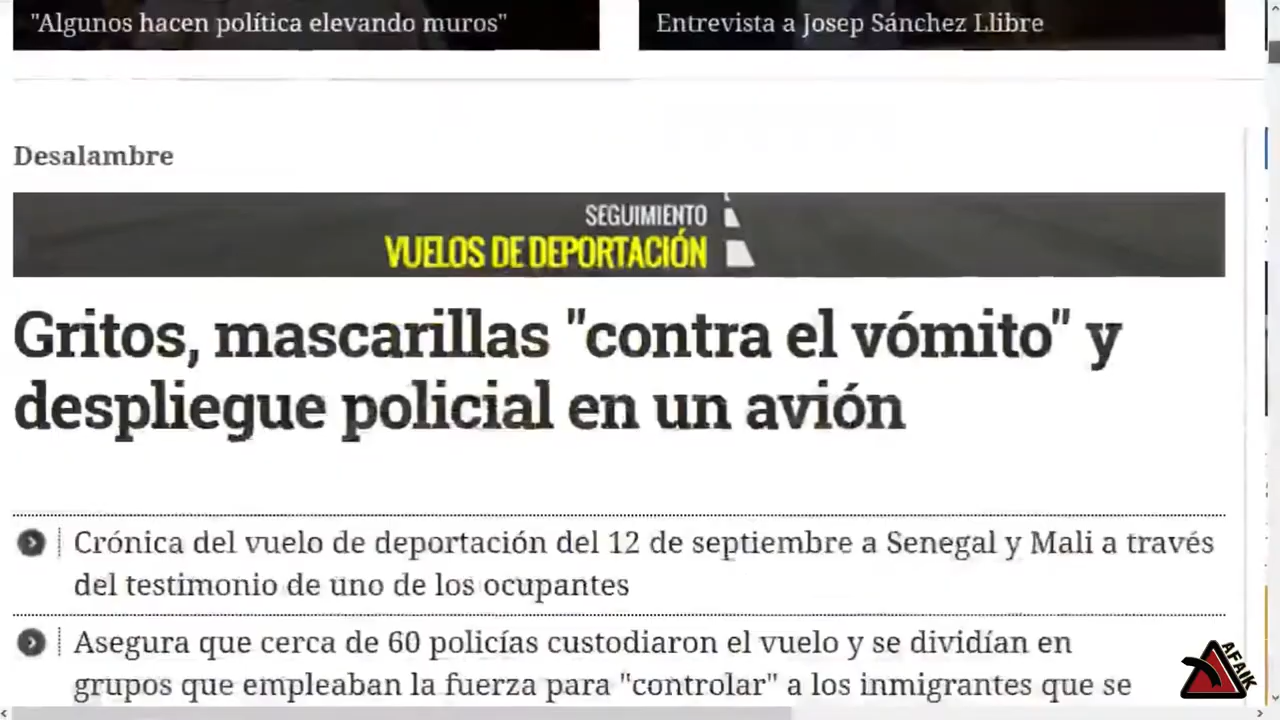 "Algunos hacen política elevando muros"
Entrevista a Josep Sánchez Llibre
Desalambre
SEGUIMIENTO
VUELOS DE DEPORTACIÓN
Gritos, mascarillas "contra el vómito" y
despliegue policial en un avión
Crónica del vuelo de deportación del 12 de septiembre a Senegal y Mali a través
del testimonio de uno de los ocupantes
Asegura que cerca de 60 policías custodiaron el vuelo y se dividían en
grupos que empleaban la fuerza para "controlar" a los inmigrantes que se
AFAIK